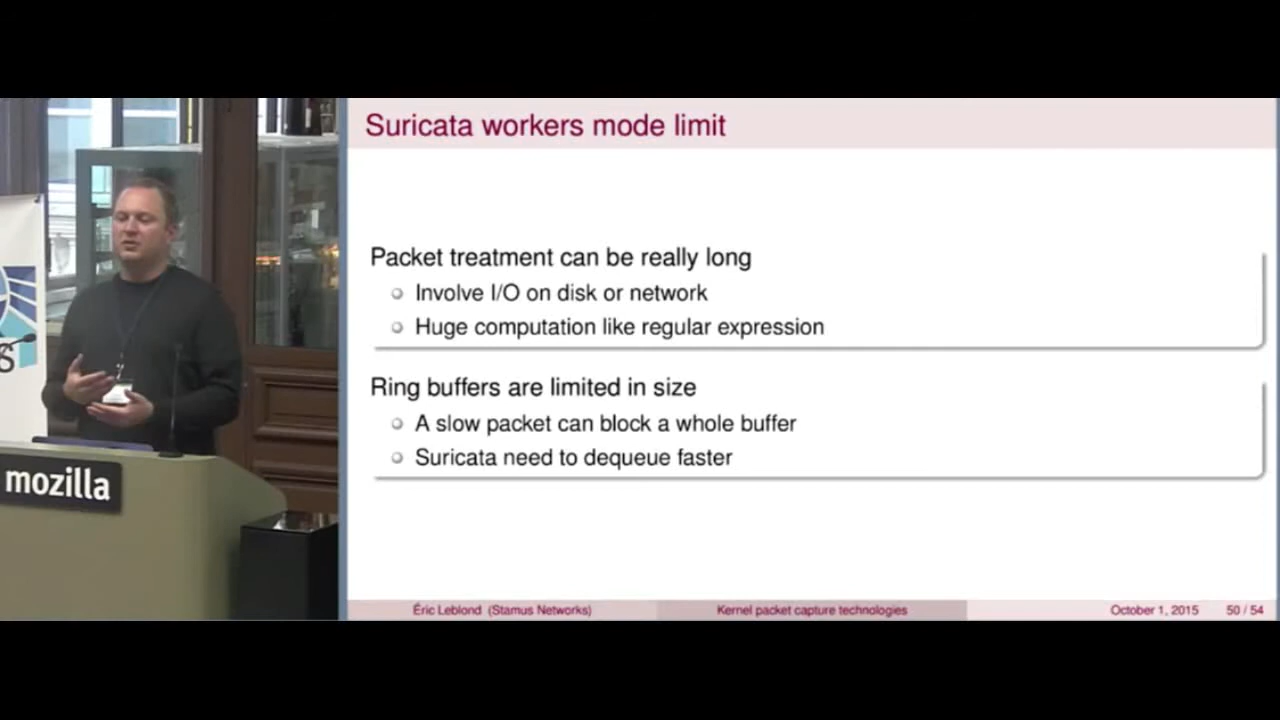 Suricata workers mode limit
Packet treatment can be really long
Involve I/O on disk or network
Huge computation like regular expression
Ring buffers are limited in size
A slow packet can block a whole buffer
Suricata need to dequeue faster
Éric Leblond (Stamus Networks)
Kernel packet capture technologies
October 1, 2015
50 / 54
mozilla
6